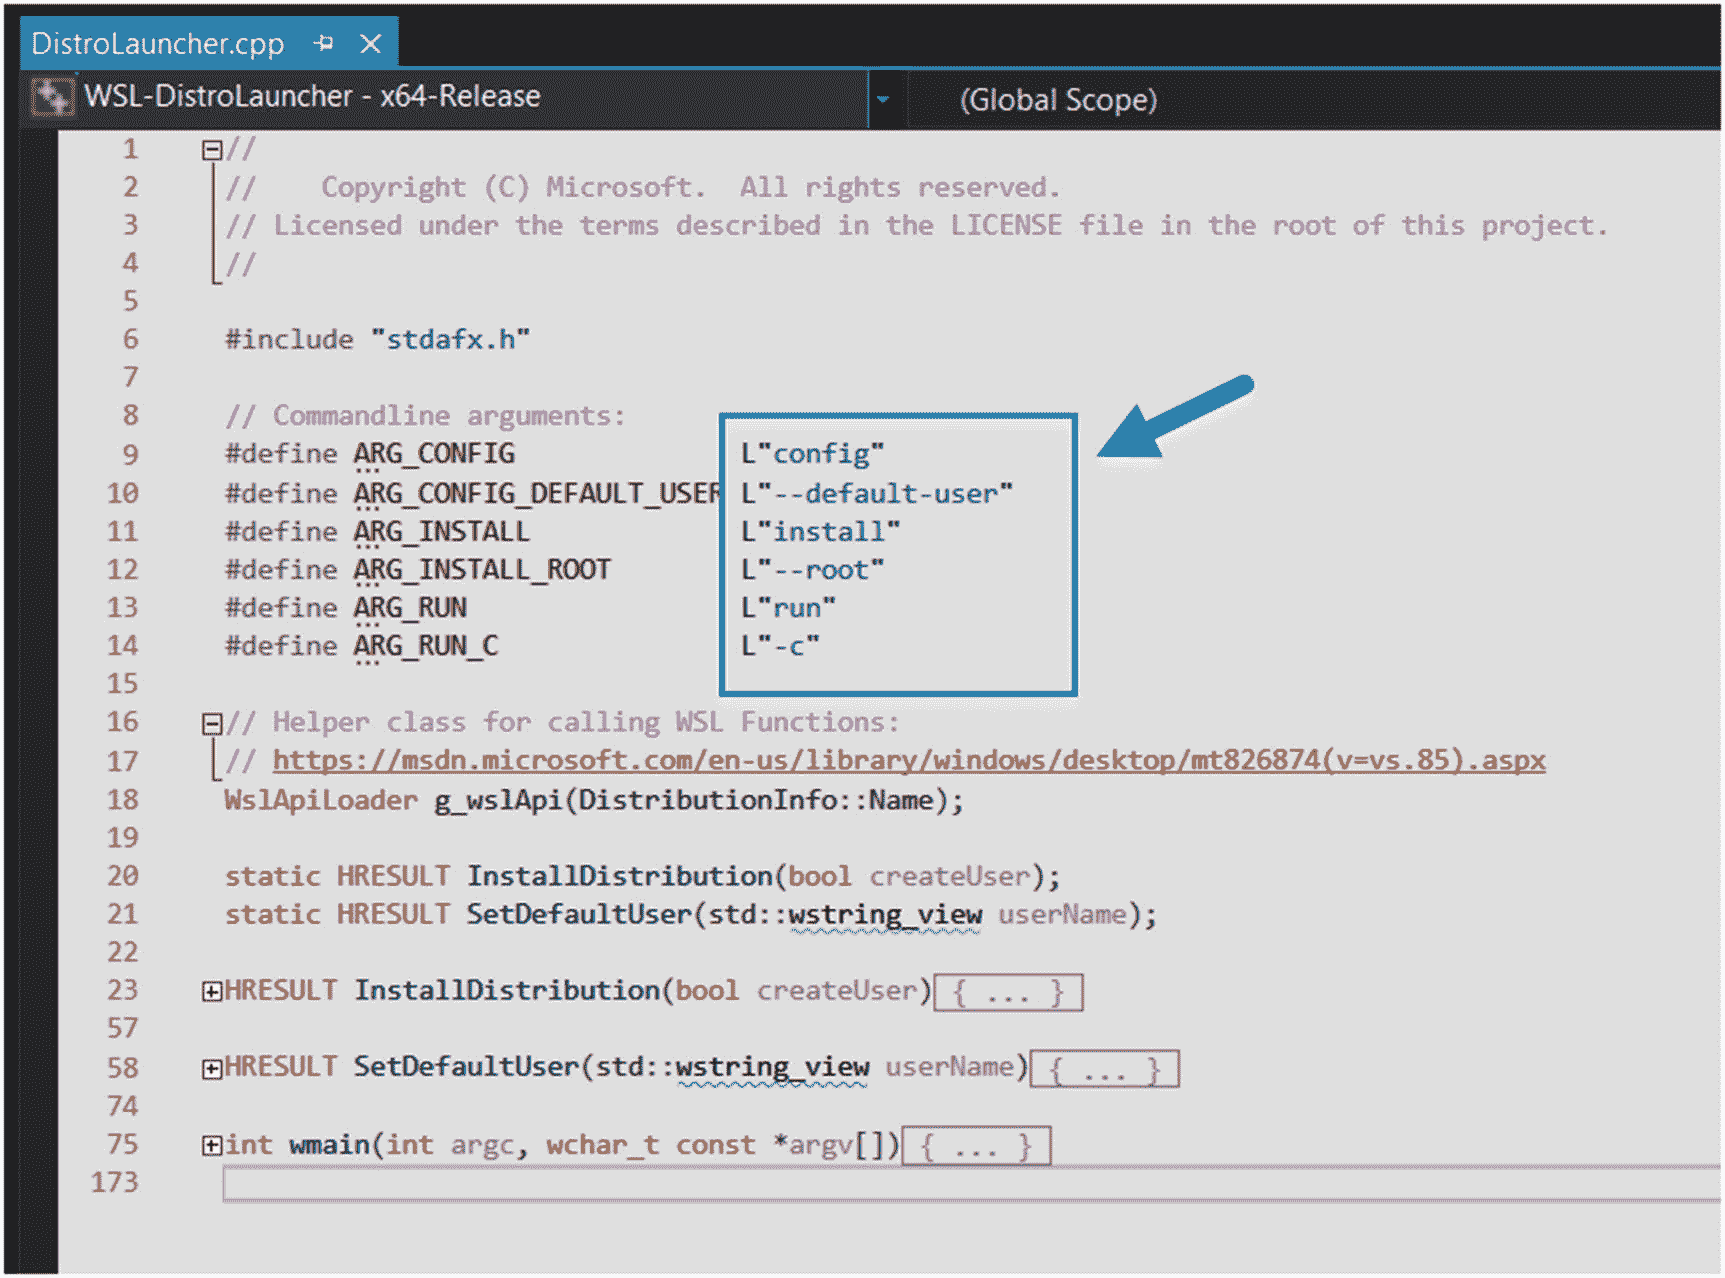 DistroLauncher.cpp
WSL-DistroLauncher - x64-Release (Global Scope)
1 //
2 //    Copyright (C) Microsoft.  All rights reserved.
3 // Licensed under the terms described in the LICENSE file in the root of this project.
4 //
5
6 #include "stdafx.h"
7
8 // Commandline arguments:
9 #define ARG_CONFIG L"config"
10 #define ARG_CONFIG_DEFAULT_USER L"--default-user"
11 #define ARG_INSTALL L"install"
12 #define ARG_INSTALL_ROOT L"--root"
13 #define ARG_RUN L"run"
14 #define ARG_RUN_C L"-c"
15
16 // Helper class for calling WSL Functions:
17 // https://msdn.microsoft.com/en-us/library/windows/desktop/mt826874(v=vs.85).aspx
18 WslApiLoader g_wslApi(DistributionInfo::Name);
19
20 static HRESULT InstallDistribution(bool createUser);
21 static HRESULT SetDefaultUser(std::wstring_view userName);
22
23 HRESULT InstallDistribution(bool createUser){ ... }
57
58 HRESULT SetDefaultUser(std::wstring_view userName){ ... }
74
75 int wmain(int argc, wchar_t const *argv[]){ ... }
173